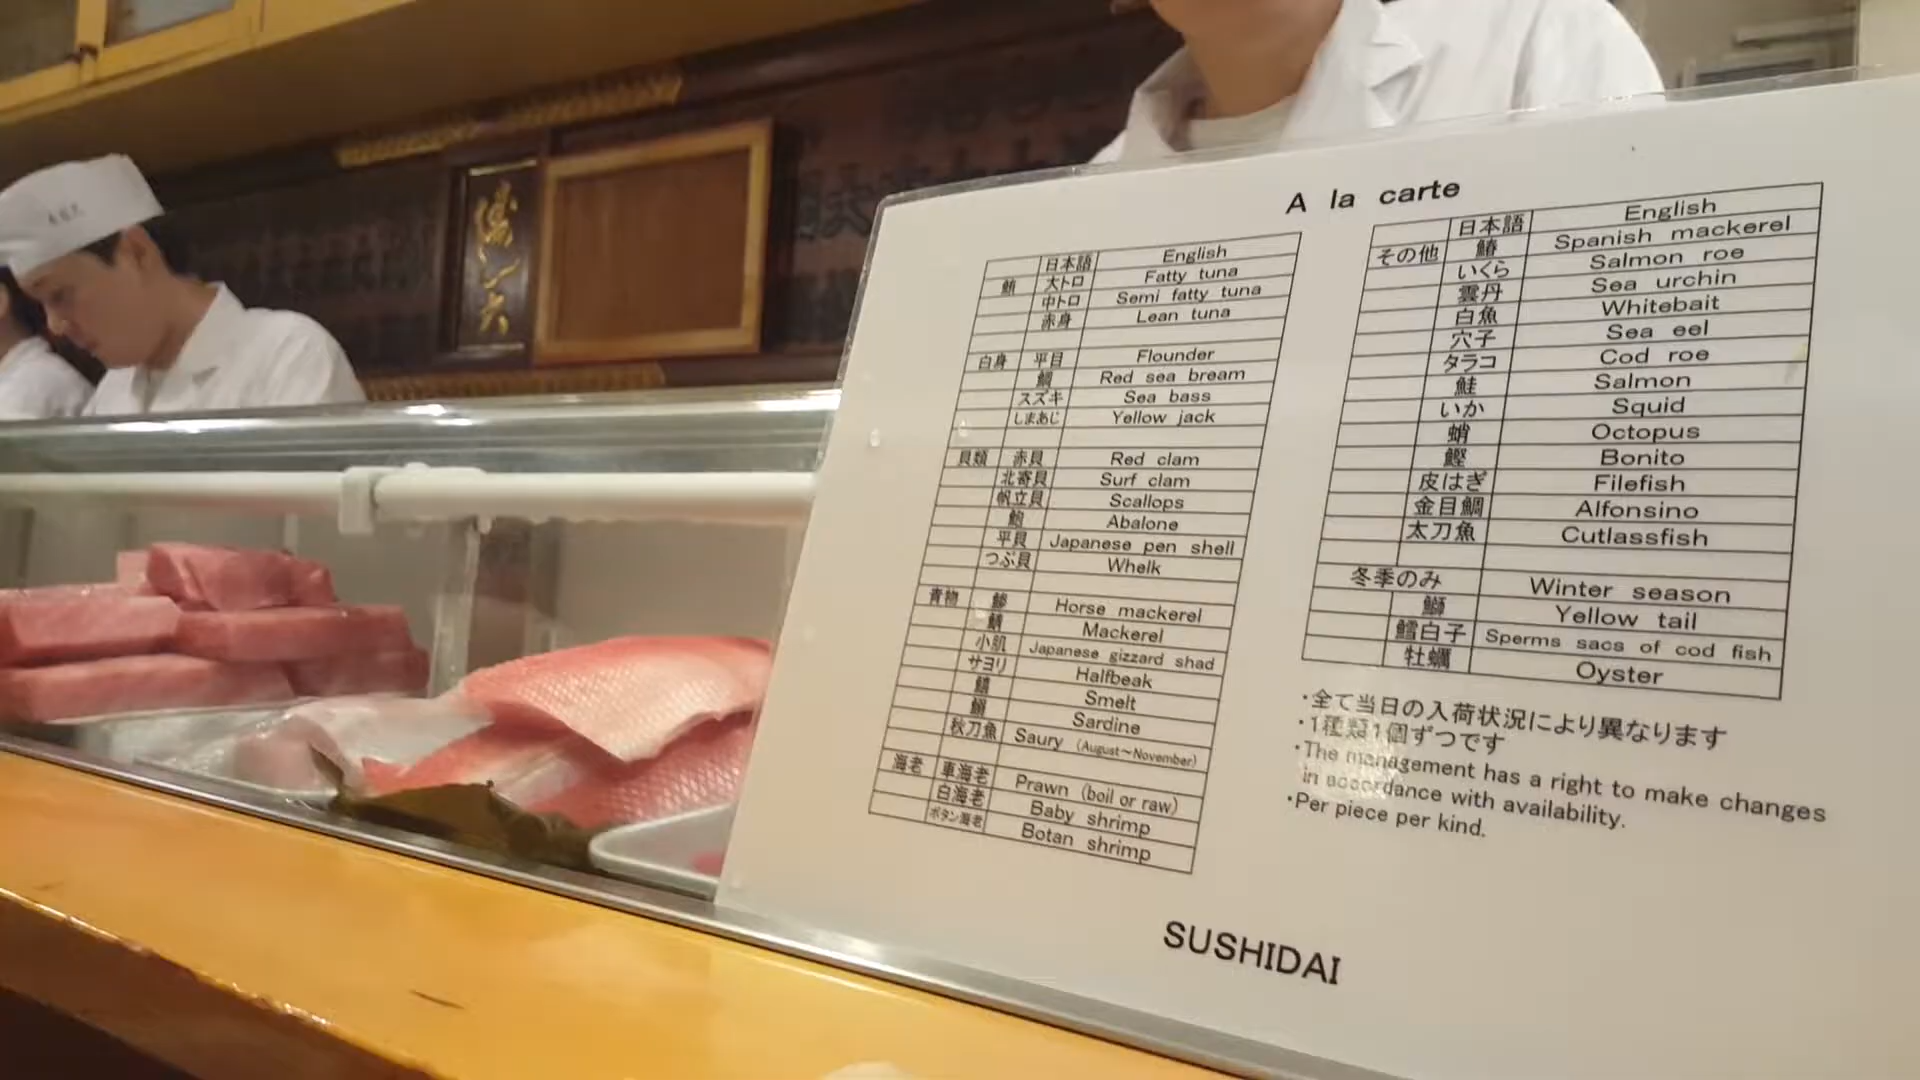 A la carte
日本語 English
鮪 大トロ Fatty tuna
中トロ Semi fatty tuna
赤身 Lean tuna
白身 平目 Flounder
鯛 Red sea bream
スズキ Sea bass
しまあじ Yellow jack
貝類 赤貝 Red clam
北寄貝 Surf clam
帆立貝 Scallops
鮑 Abalone
平貝 Japanese pen shell
つぶ貝 Whelk
青物 鯵 Horse mackerel
鯖 Mackerel
小肌 Japanese gizzard shad
サヨリ Halfbeak
Smelt
Sardine
秋刀魚 Saury (August~November)
海老 車海老 Prawn (boil or raw)
白海老 Baby shrimp
ボタン海老 Botan shrimp
日本語 English
その他 鰆 Spanish mackerel
いくら Salmon roe
雲丹 Sea urchin
白魚 Whitebait
穴子 Sea eel
タラコ Cod roe
鮭 Salmon
いか Squid
蛸 Octopus
鰹 Bonito
皮はぎ Filefish
金目鯛 Alfonsino
太刀魚 Cutlassfish
冬季のみ Winter season
鰤 Yellow tail
鱈白子 Sperms sacs of cod fish
牡蠣 Oyster
・全て当日の入荷状況により異なります
・1種類1個ずつです
・The management has a right to make changes
in accordance with availability.
・Per piece per kind.
SUSHIDAI